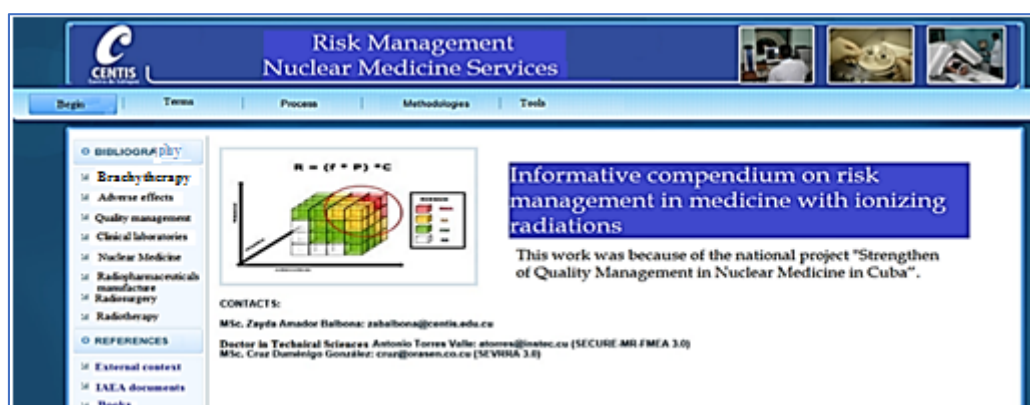 CENTIS
Risk Management
Nuclear Medicine Services
Begin
Terms
Process
Methodologies
Tools
BIBLIOGRAphy
Brachytherapy
Adverse effects
Quality management
Clinical laboratories
Nuclear Medicine
Radiopharmaceuticals
manufacture
Radiosurgery
Radiotherapy
REFERENCES
External context
IAEA documents
Books
R = (f * P) *C
Informative compendium on risk
management in medicine with ionizing
radiations
This work was because of the national project "Strengthen
of Quality Management in Nuclear Medicine in Cuba“.
CONTACTS:
MSc. Zayda Amador Balbona: zabalbona@centis.edu.cu
Doctor in Technical Sciences Antonio Torres Valle: atorres@instec.cu (SECURE-MR-FMEA 3.0)
MSc. Cruz Duménigo González: cruz@orasen.co.cu (SEVRRA 3.0)